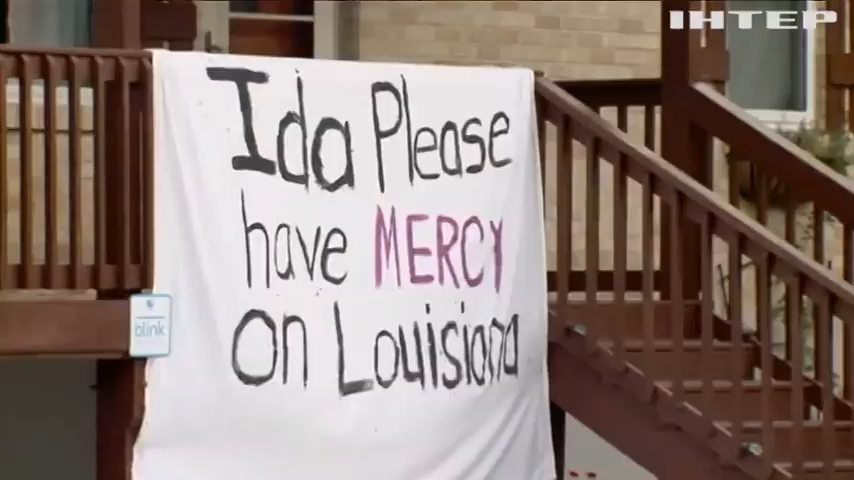 ІНТЕР
Ida Please
have MERCY
on Louisiana
blink